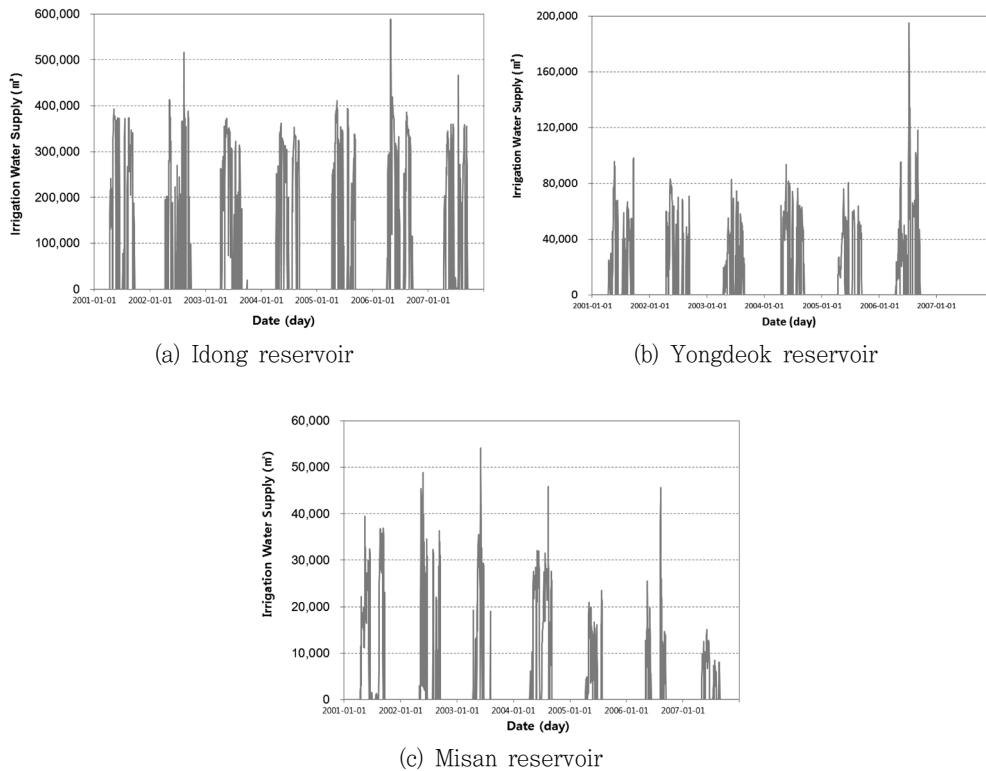 600,000
500,000
400,000
300,000
200,000
100,000
0
Irrigation Water Supply (㎥)
2001-01-01 2002-01-01 2003-01-01 2004-01-01 2005-01-01 2006-01-01 2007-01-01
Date (day)
(a) Idong reservoir
200,000
160,000
120,000
80,000
40,000
0
Irrigation Water Supply (㎥)
2001-01-01 2002-01-01 2003-01-01 2004-01-01 2005-01-01 2006-01-01 2007-01-01
Date (day)
(b) Yongdeok reservoir
60,000
50,000
40,000
30,000
20,000
10,000
0
Irrigation Water Supply (㎥)
2001-01-01 2002-01-01 2003-01-01 2004-01-01 2005-01-01 2006-01-01 2007-01-01
Date (day)
(c) Misan reservoir